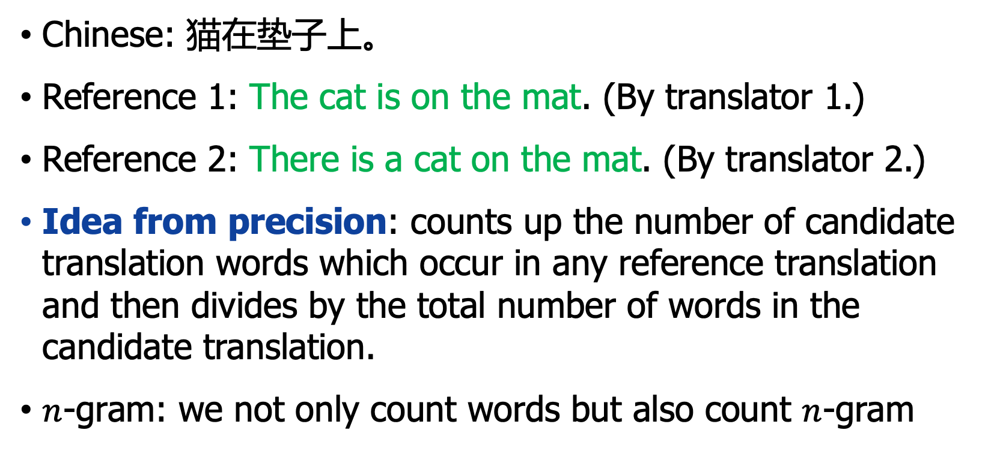 • Chinese: 猫在垫子上。
• Reference 1: The cat is on the mat. (By translator 1.)
• Reference 2: There is a cat on the mat. (By translator 2.)
• Idea from precision: counts up the number of candidate
translation words which occur in any reference translation
and then divides by the total number of words in the
candidate translation.
• n-gram: we not only count words but also count n-gram